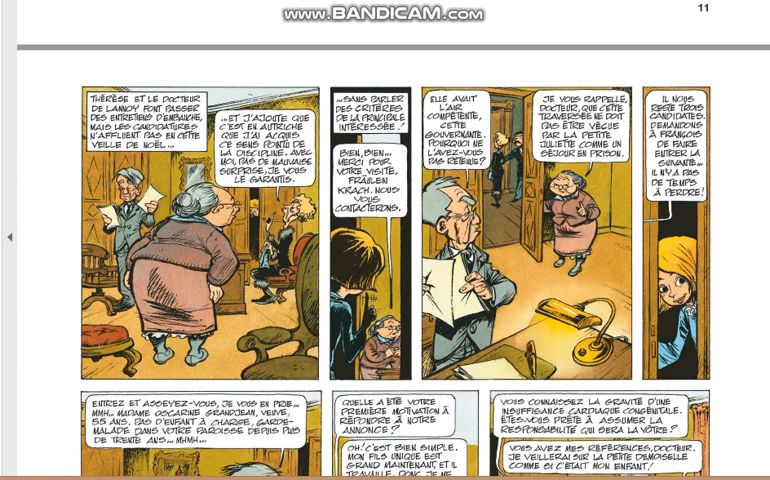 www.BANDICAM.com
11
THÉRÈSE ET LE DOCTEUR
DE LANNOY FONT PASSER
DES ENTRETIENS D'EMBAUCHE,
MAIS LES CANDIDATURES
N'AFFLUENT PAS EN CETTE
VEILLE DE NOËL...
...ET J'AJOUTE QUE
C'EST EN AUTRICHE
QUE J'AI ACQUIS
CE SENS POINTU DE
LA DISCIPLINE. AVEC
MOI, PAS DE MAUVAISE
SURPRISE, JE VOUS
LE GARANTIS.
...SANS PARLER
DES CRITÈRES
DE LA PRINCIPALE
INTÉRESSÉE!
BIEN, BIEN...
MERCI POUR
VOTRE VISITE,
FRÄULEIN
KRACH. NOUS
VOUS
CONTACTERONS.
ELLE AVAIT
L'AIR
COMPÉTENTE,
CETTE
GOUVERNANTE.
POURQUOI NE
L'AVEZ-VOUS
PAS RETENUE?
JE VOUS RAPPELLE,
DOCTEUR, QUE CETTE
TRAVERSÉE NE DOIT
PAS ÊTRE VÉCUE
PAR LA PETITE
JULIETTE COMME UN
SÉJOUR EN PRISON.
IL NOUS
RESTE TROIS
CANDIDATES.
DEMANDONS
À FRANÇOIS
DE FAIRE
ENTRER LA
SUIVANTE...
IL N'Y A PAS
DE TEMPS
À PERDRE!
ENTREZ ET ASSEYEZ-VOUS, JE VOUS EN PRIE...
MMH... MADAME OSCARINE GRANDJEAN, VEUVE,
55 ANS, PAS D'ENFANT À CHARGE, GARDE-
MALADE DANS VOTRE PAROISSE DEPUIS PLUS
DE TRENTE ANS... MHMH...
QUELLE A ÉTÉ VOTRE
PREMIÈRE MOTIVATION À
RÉPONDRE À NOTRE
ANNONCE?
OH! C'EST BIEN SIMPLE.
MON FILS UNIQUE EST
GRAND MAINTENANT, ET IL
TRAVAILLE. DONC, JE ME
VOUS CONNAISSEZ LA GRAVITÉ D'UNE
INSUFFISANCE CARDIAQUE CONGÉNITALE.
ÊTES-VOUS PRÊTE À ASSUMER LA
RESPONSABILITÉ QUI SERA LA VÔTRE?
VOUS AVEZ MES RÉFÉRENCES, DOCTEUR.
JE VEILLERAI SUR LA PETITE DEMOISELLE
COMME SI C'ÉTAIT MON ENFANT!